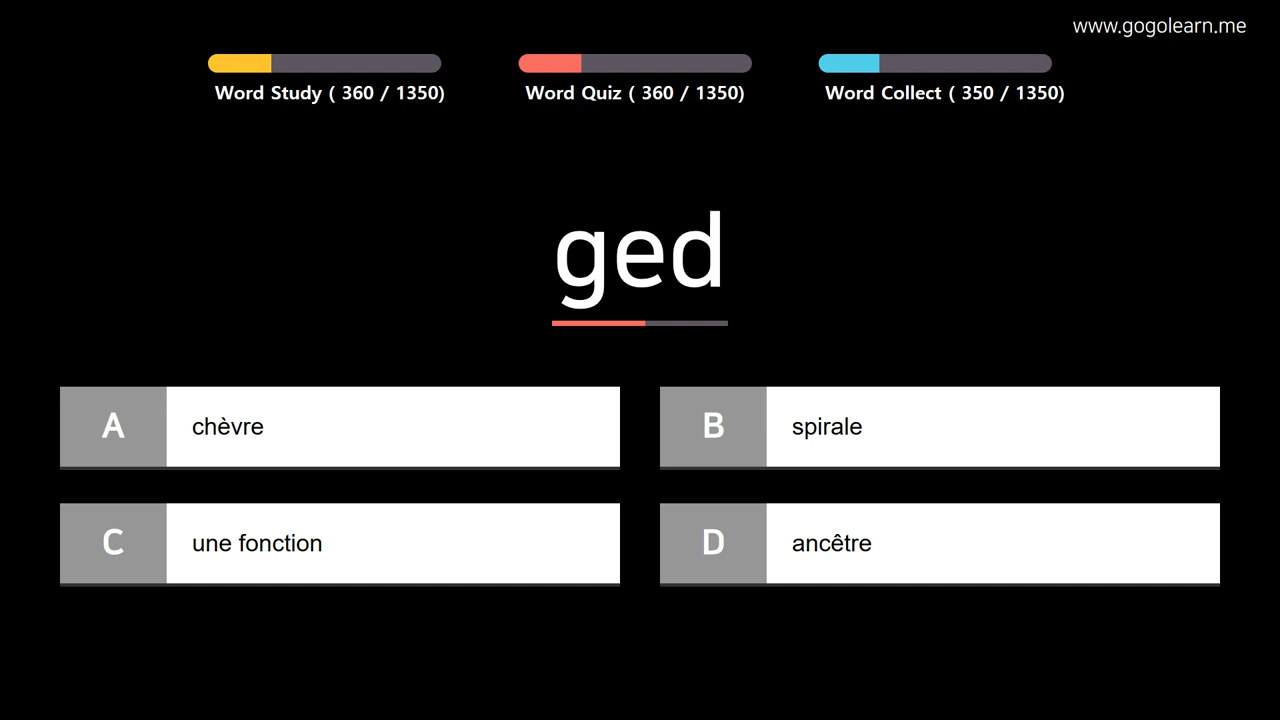 www.gogolearn.me
Word Study ( 360 / 1350)
Word Quiz ( 360 / 1350)
Word Collect ( 350 / 1350)
ged
A chèvre
B spirale
C une fonction
D ancêtre